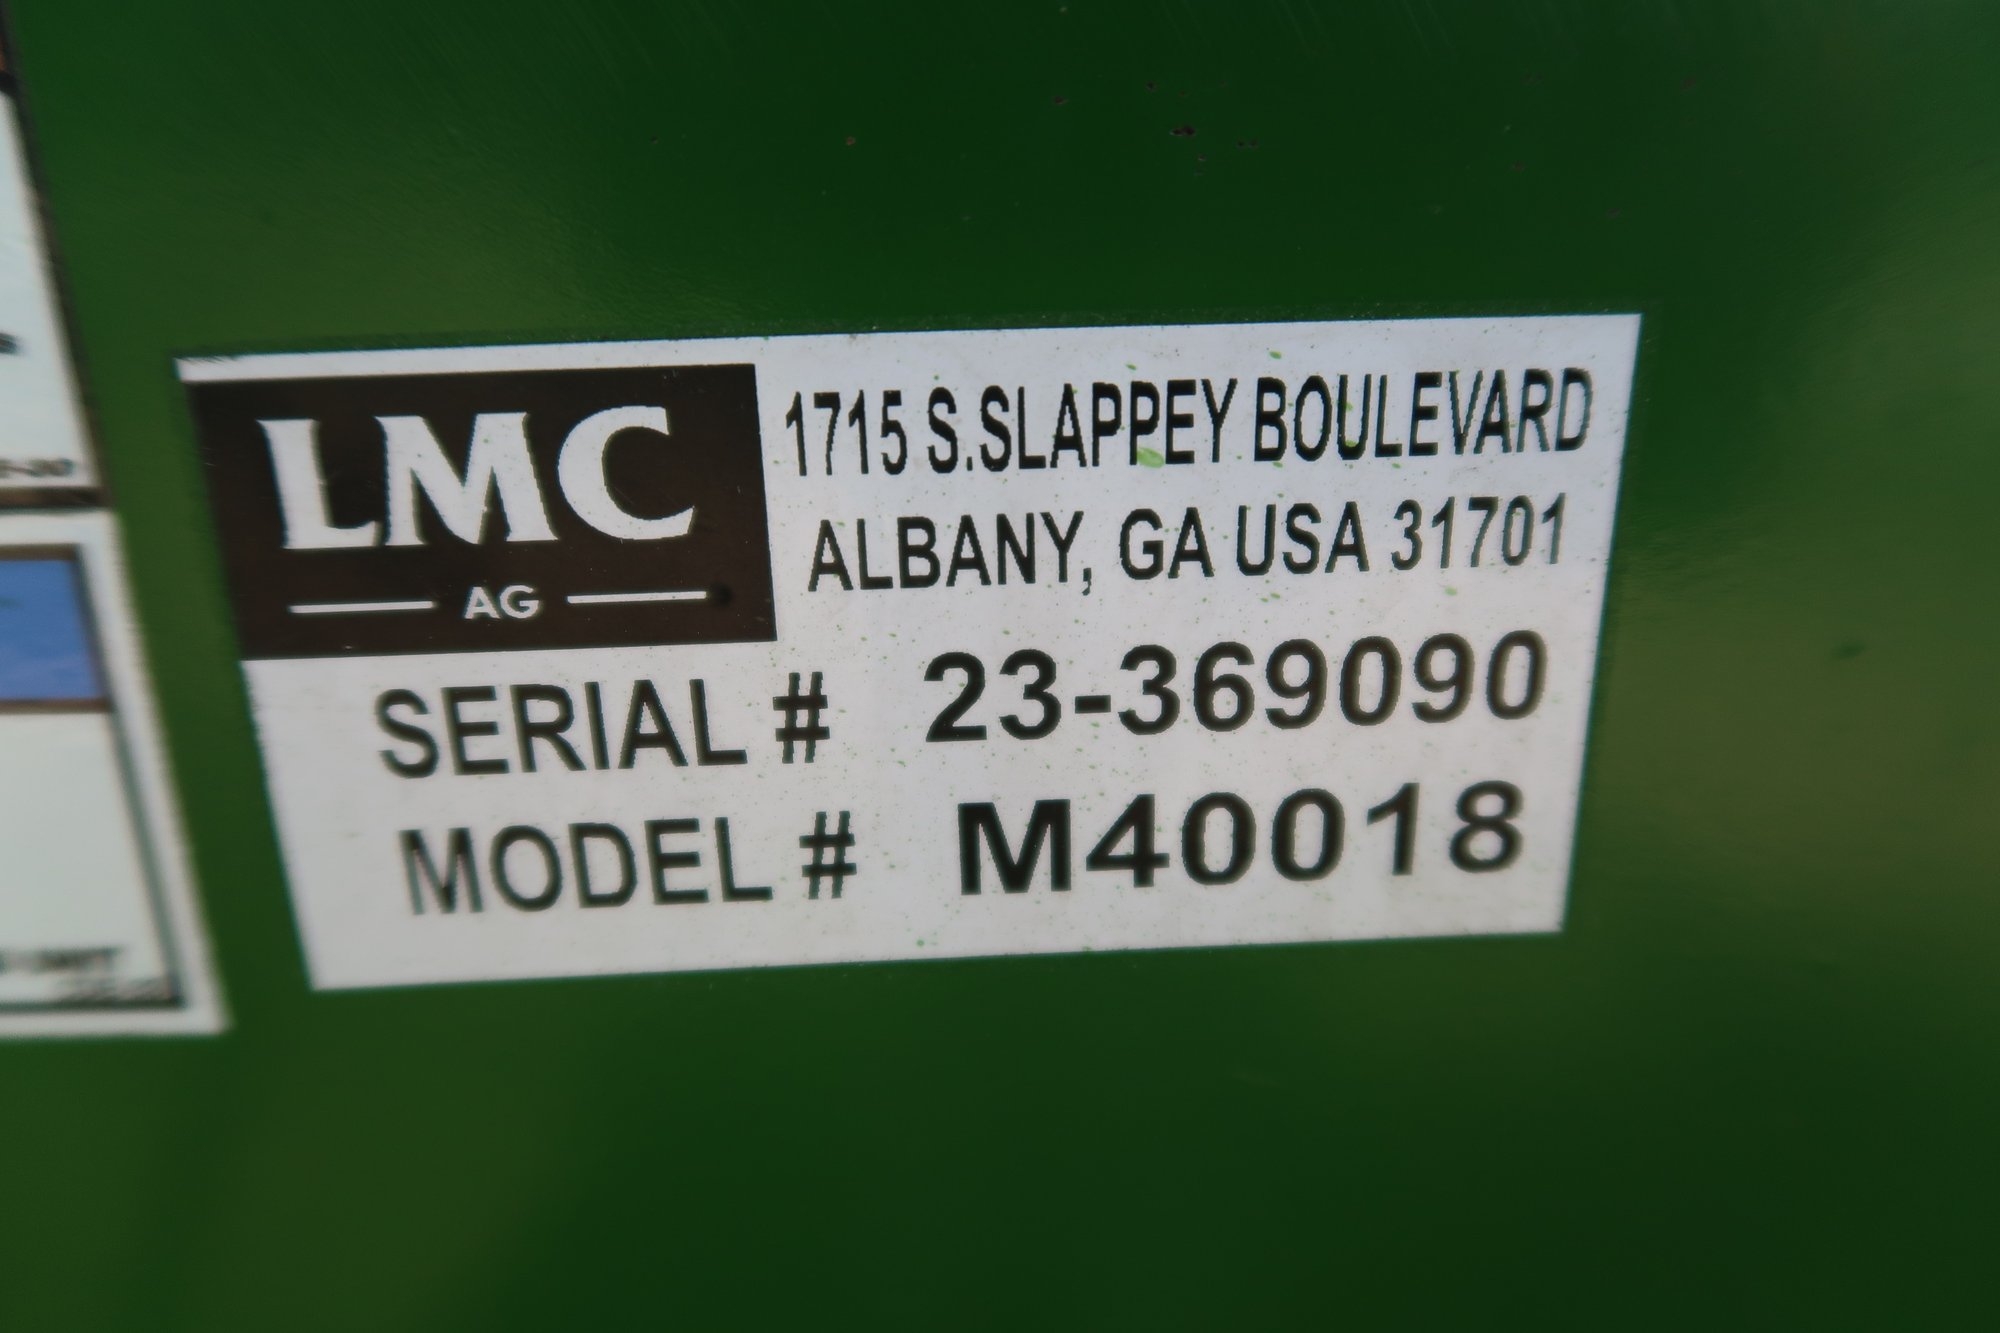 LMC
AG
1715 S.SLAPPEY BOULEVARD
ALBANY, GA USA 31701
SERIAL # 23-369090
MODEL # M40018